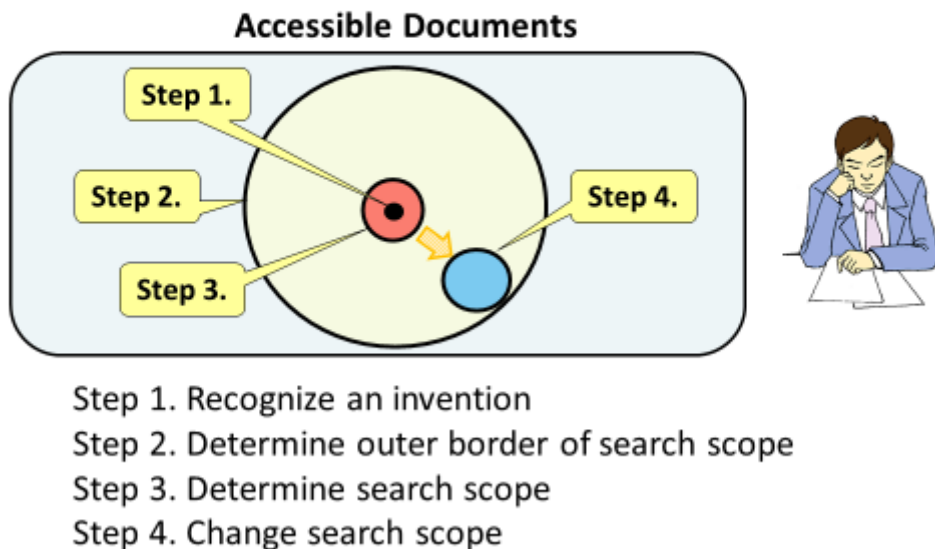 Accessible Documents
Step 1.
Step 2.
Step 4.
Step 3.
Step 1. Recognize an invention
Step 2. Determine outer border of search scope
Step 3. Determine search scope
Step 4. Change search scope